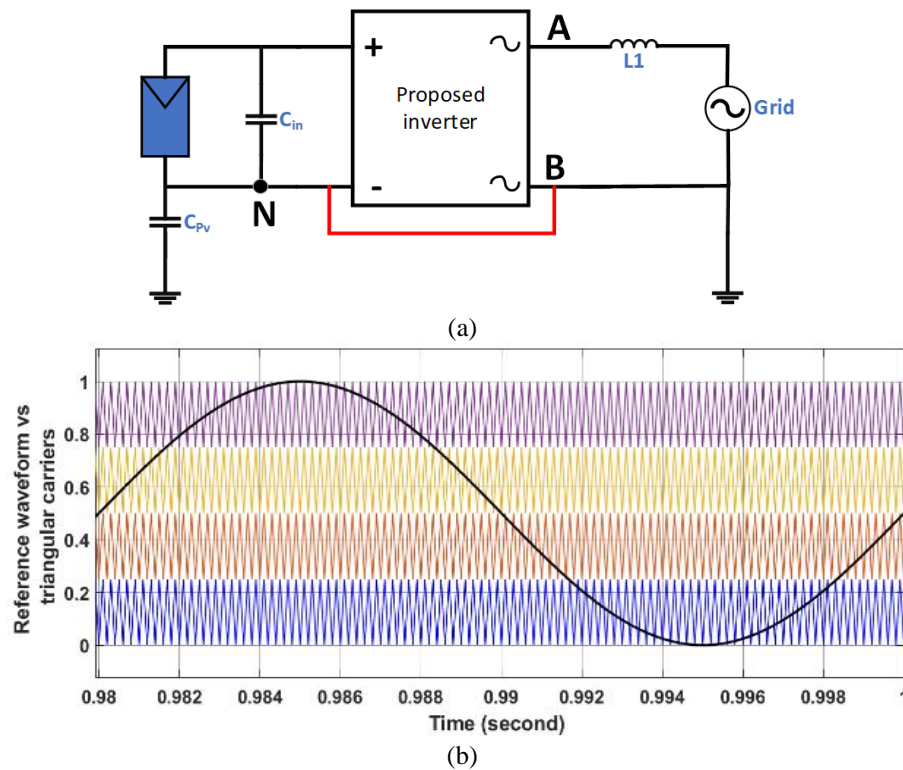 A
+
L1
Proposed
inverter
C_in
Grid
B
-
N
C_Pv
(a)
Reference waveform vs
triangular carriers
1
0.8
0.6
0.4
0.2
0
0.98 0.982 0.984 0.986 0.988 0.99 0.992 0.994 0.996 0.998 1
Time (second)
(b)